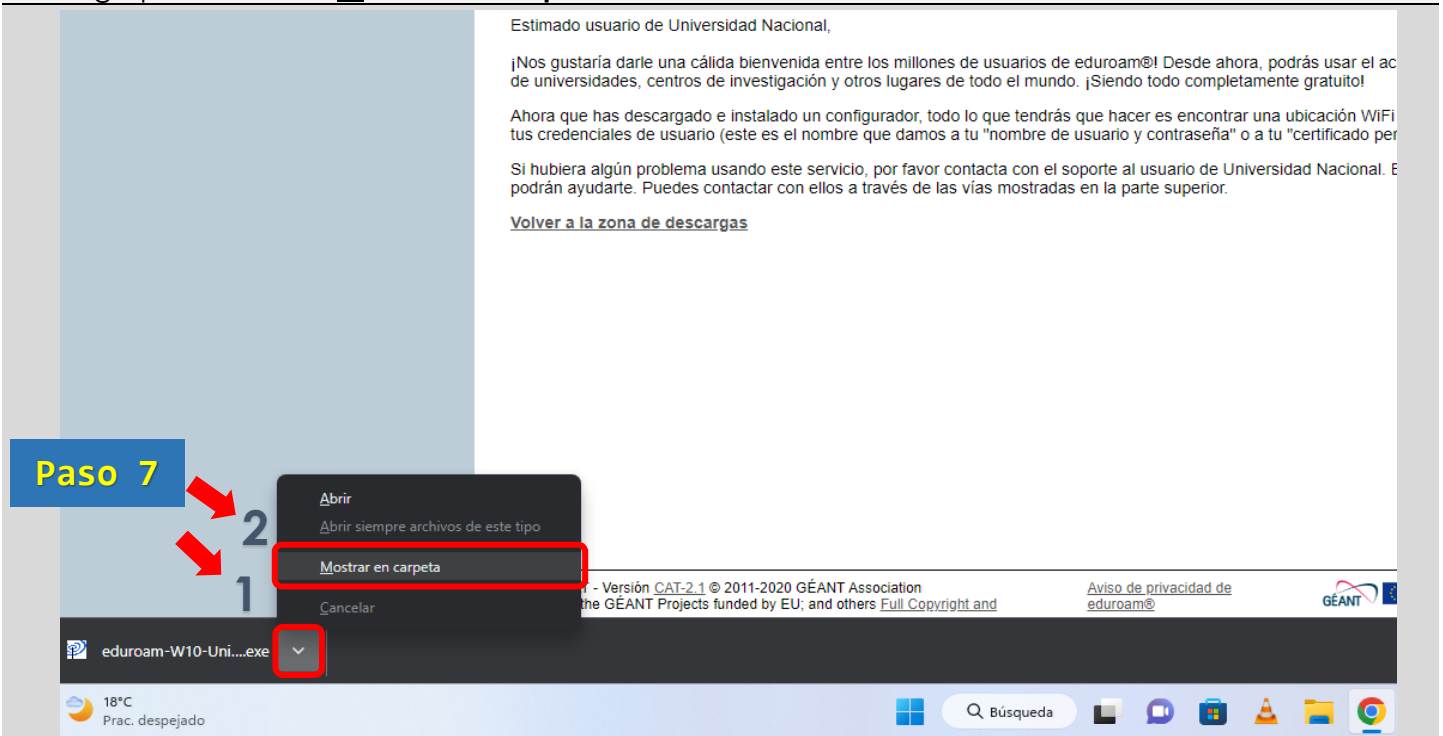 Estimado usuario de Universidad Nacional,
¡Nos gustaría darle una cálida bienvenida entre los millones de usuarios de eduroam®! Desde ahora, podrás usar el ac
de universidades, centros de investigación y otros lugares de todo el mundo. ¡Siendo todo completamente gratuito!
Ahora que has descargado e instalado un configurador, todo lo que tendrás que hacer es encontrar una ubicación WiFi
tus credenciales de usuario (este es el nombre que damos a tu "nombre de usuario y contraseña" o a tu "certificado per
Si hubiera algún problema usando este servicio, por favor contacta con el soporte al usuario de Universidad Nacional. E
podrán ayudarte. Puedes contactar con ellos a través de las vías mostradas en la parte superior.
Volver a la zona de descargas
Paso 7
2
1
Abrir
Abrir siempre archivos de este tipo
Mostrar en carpeta
Cancelar
- Versión CAT-2.1 © 2011-2020 GÉANT Association
the GÉANT Projects funded by EU; and others Full Copyright and
Aviso de privacidad de
eduroam®
GÉANT
eduroam-W10-Uni....exe
18°C
Prac. despejado
Búsqueda